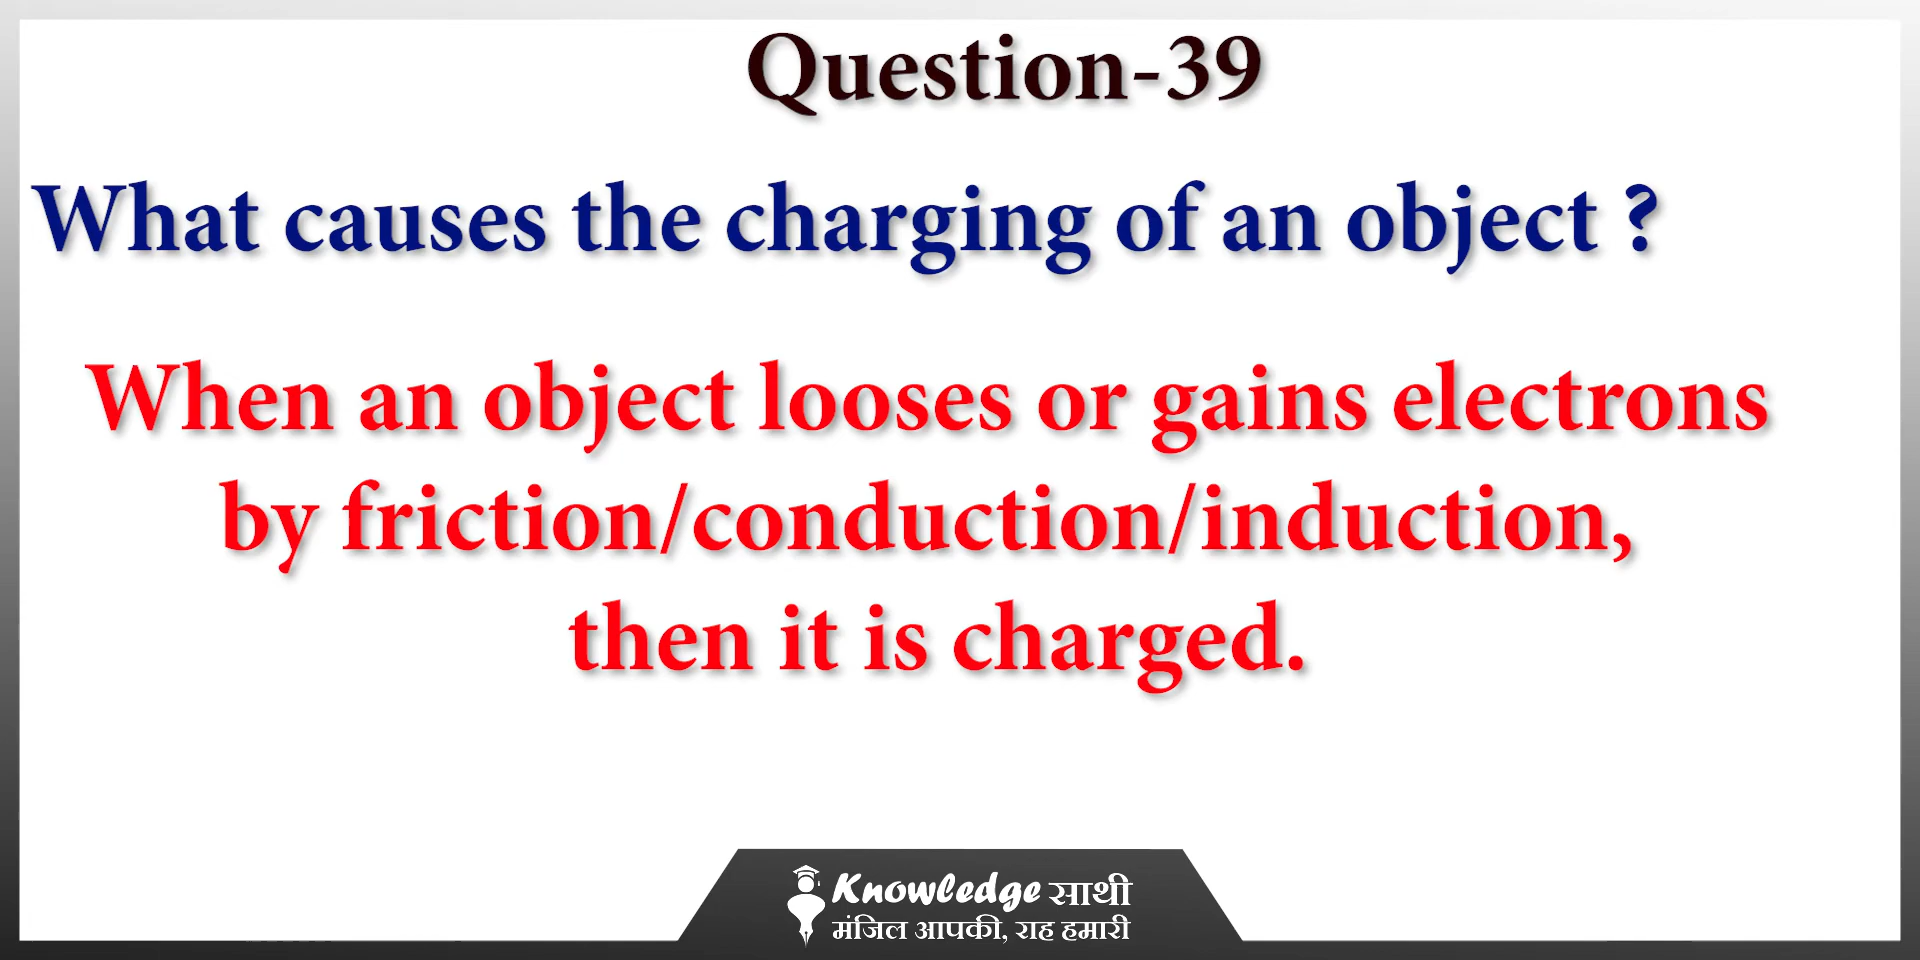 Question-39
What causes the charging of an object ?
When an object looses or gains electrons
by friction/conduction/induction,
then it is charged.
Knowledge साथी
मंजिल आपकी, राह हमारी